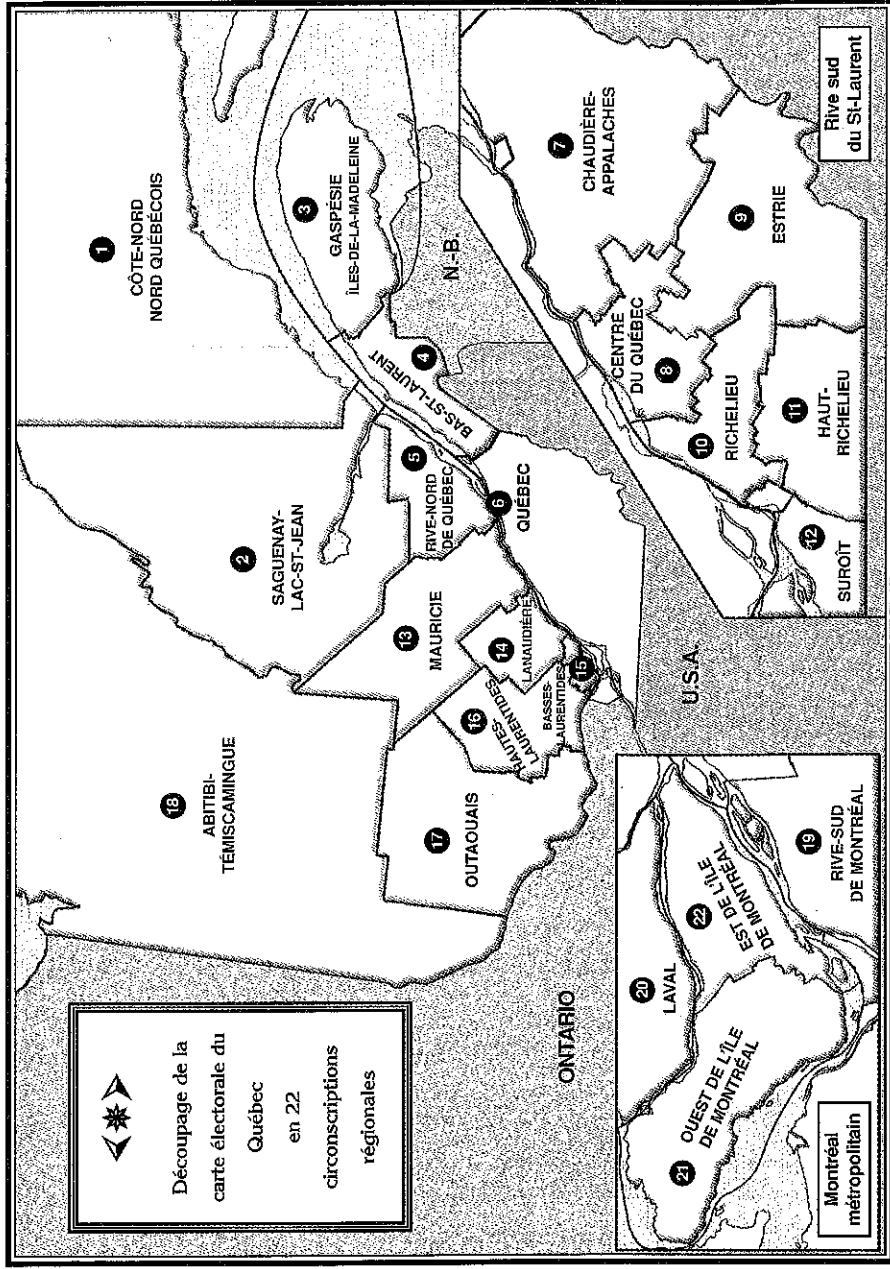 Découpage de la
carte électorale du
Québec
en 22
circonscriptions
régionales
1
CÔTE-NORD
NORD QUÉBÉCOIS
2
SAGUENAY-
LAC-ST-JEAN
3
GASPÉSIE
ÎLES-DE-LA-MADELEINE
4
BAS-ST-LAURENT
5
RIVE-NORD
DE QUÉBEC
6
QUÉBEC
13
MAURICIE
14
LANAUDIÈRE
15
BASSES-
LAURENTIDES
16
HAUTES-
LAURENTIDES
17
OUTAOUAIS
18
ABITIBI-
TÉMISCAMINGUE
ONTARIO
U.S.A.
N.-B.
Montréal
métropolitain
19
RIVE-SUD
DE MONTRÉAL
20
LAVAL
21
OUEST DE L'ÎLE
DE MONTRÉAL
22
EST DE L'ÎLE
DE MONTRÉAL
Rive sud
du St-Laurent
7
CHAUDIÈRE-
APPALACHES
CENTRE
DU QUÉBEC
8
9
ESTRIE
10
RICHELIEU
11
HAUT-
RICHELIEU
12
SUROÎT